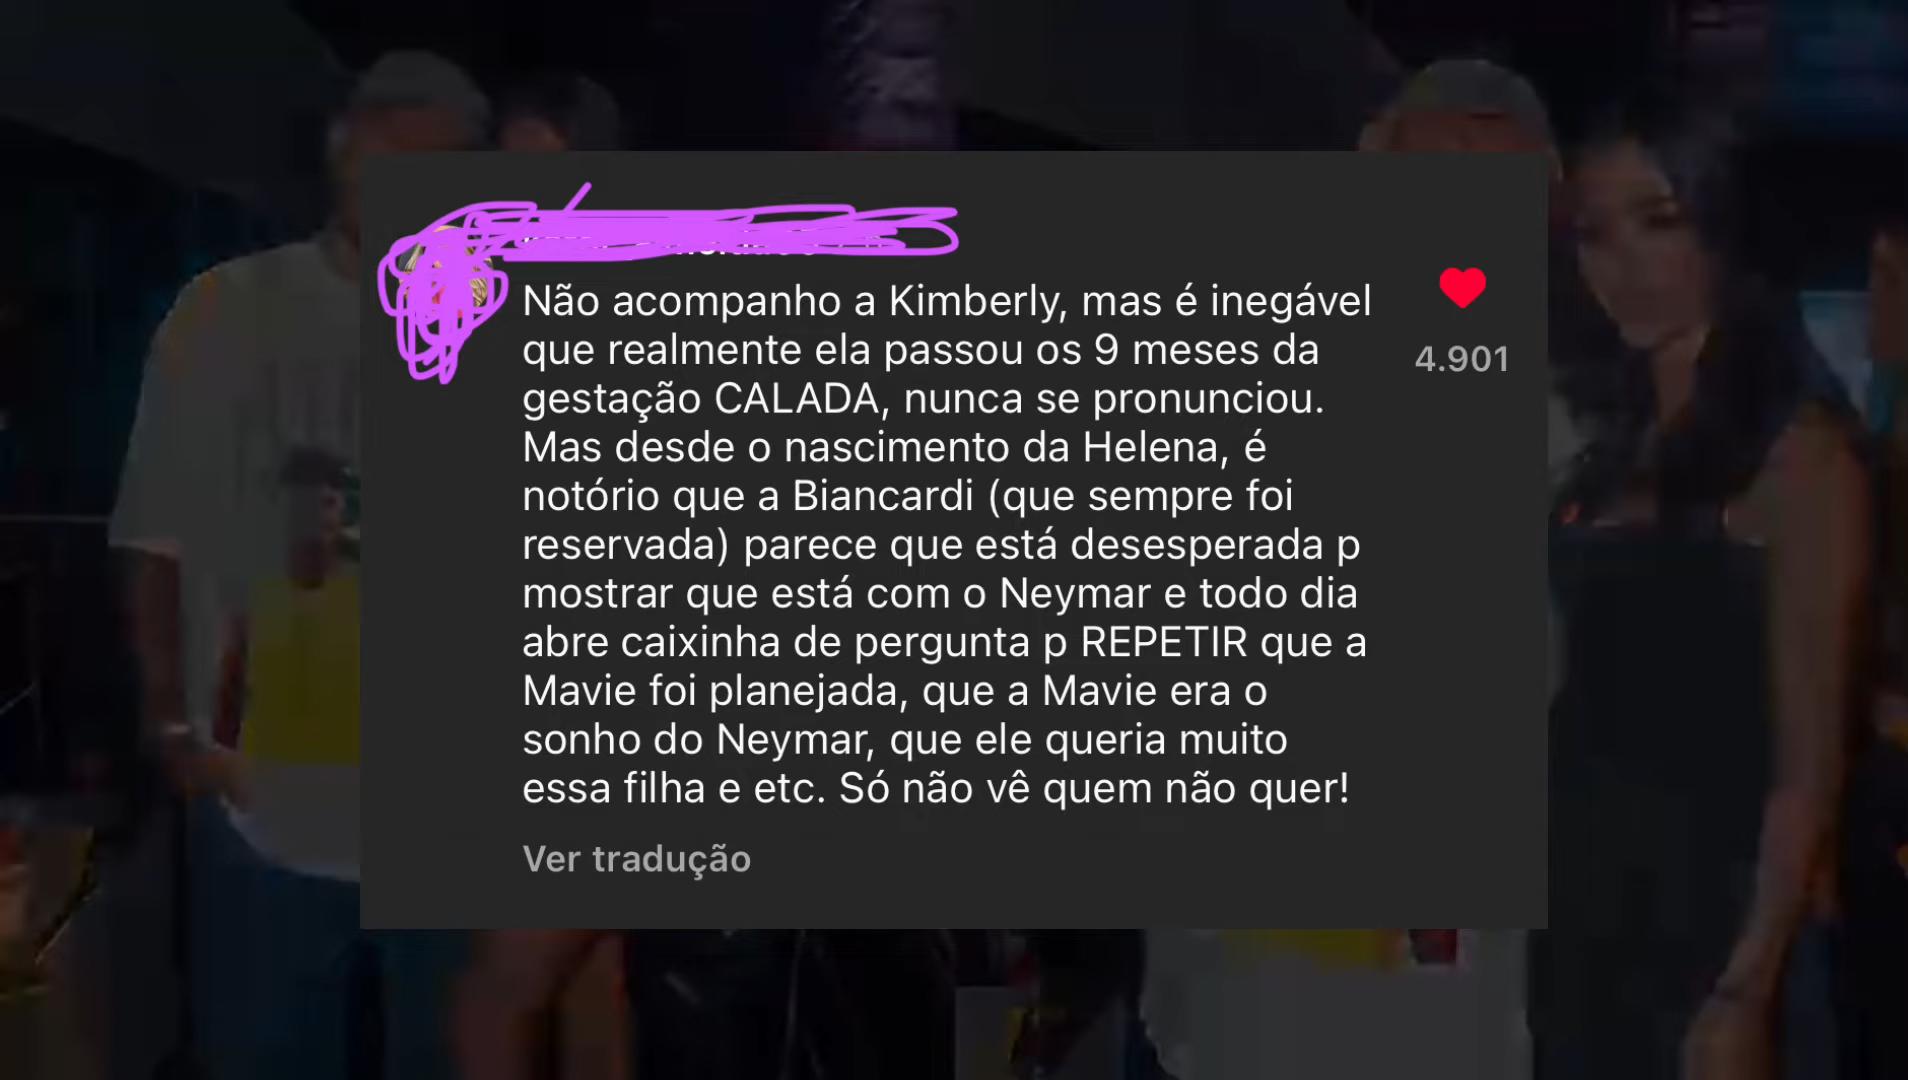 Não acompanho a Kimberly, mas é inegável
que realmente ela passou os 9 meses da
gestação CALADA, nunca se pronunciou.
Mas desde o nascimento da Helena, é
notório que a Biancardi (que sempre foi
reservada) parece que está desesperada p
mostrar que está com o Neymar e todo dia
abre caixinha de pergunta p REPETIR que a
Mavie foi planejada, que a Mavie era o
sonho do Neymar, que ele queria muito
essa filha e etc. Só não vê quem não quer!
4.901
Ver tradução